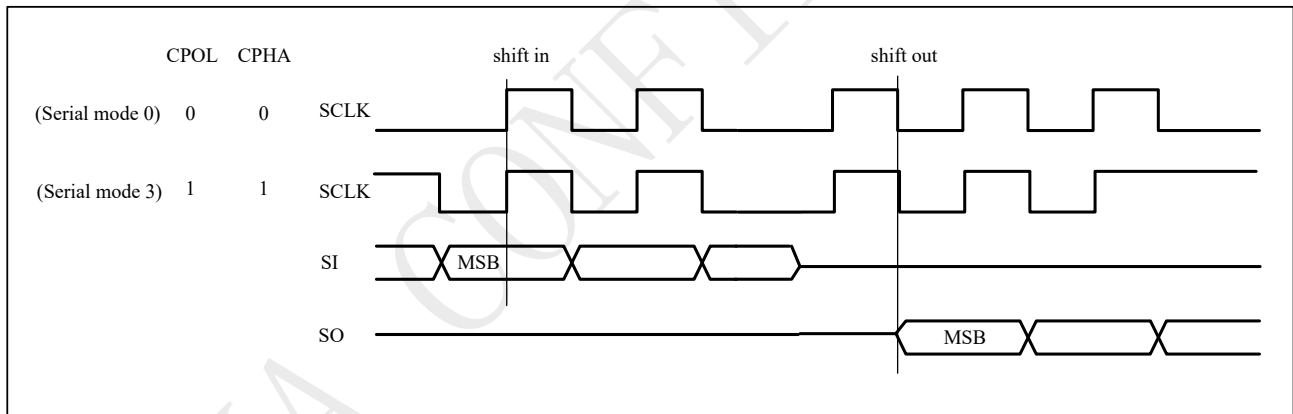 CPOL CPHA shift in shift out
(Serial mode 0) 0 0 SCLK
(Serial mode 3) 1 1 SCLK
SI MSB
SO MSB